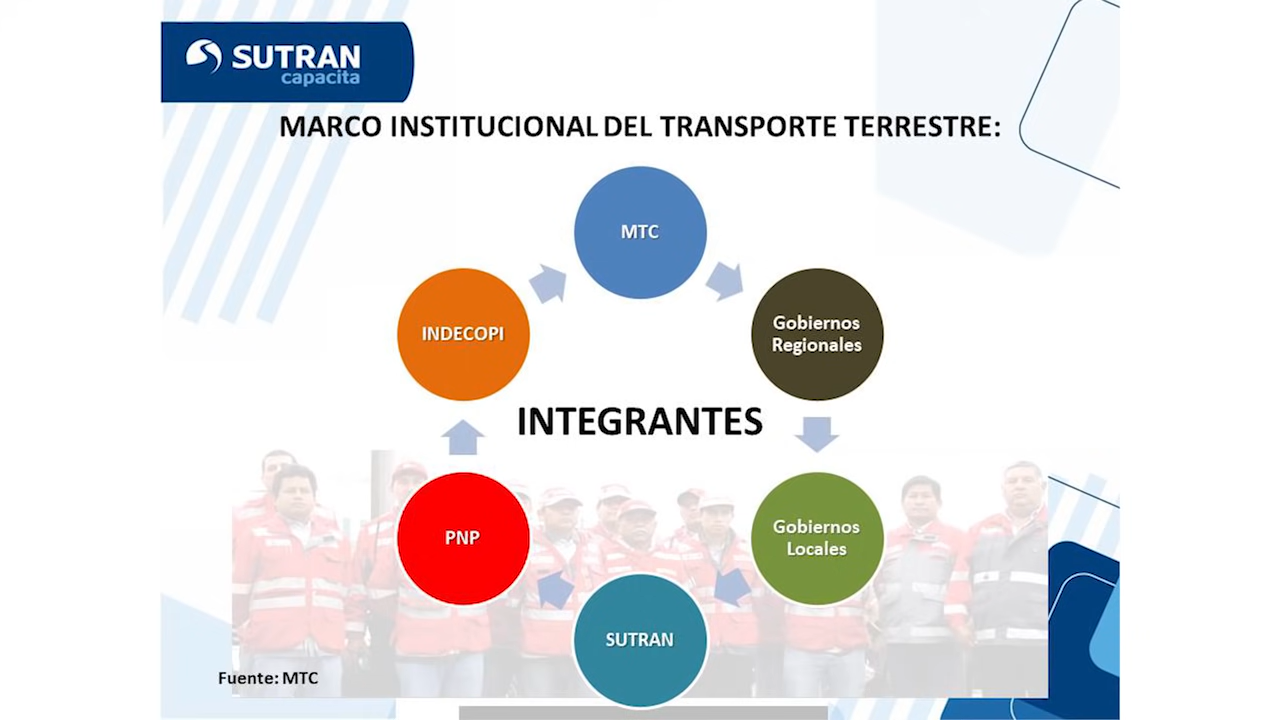 SUTRAN
capacita
MARCO INSTITUCIONAL DEL TRANSPORTE TERRESTRE:
MTC
Gobiernos
Regionales
INDECOPI
INTEGRANTES
PNP
Gobiernos
Locales
SUTRAN
Fuente: MTC